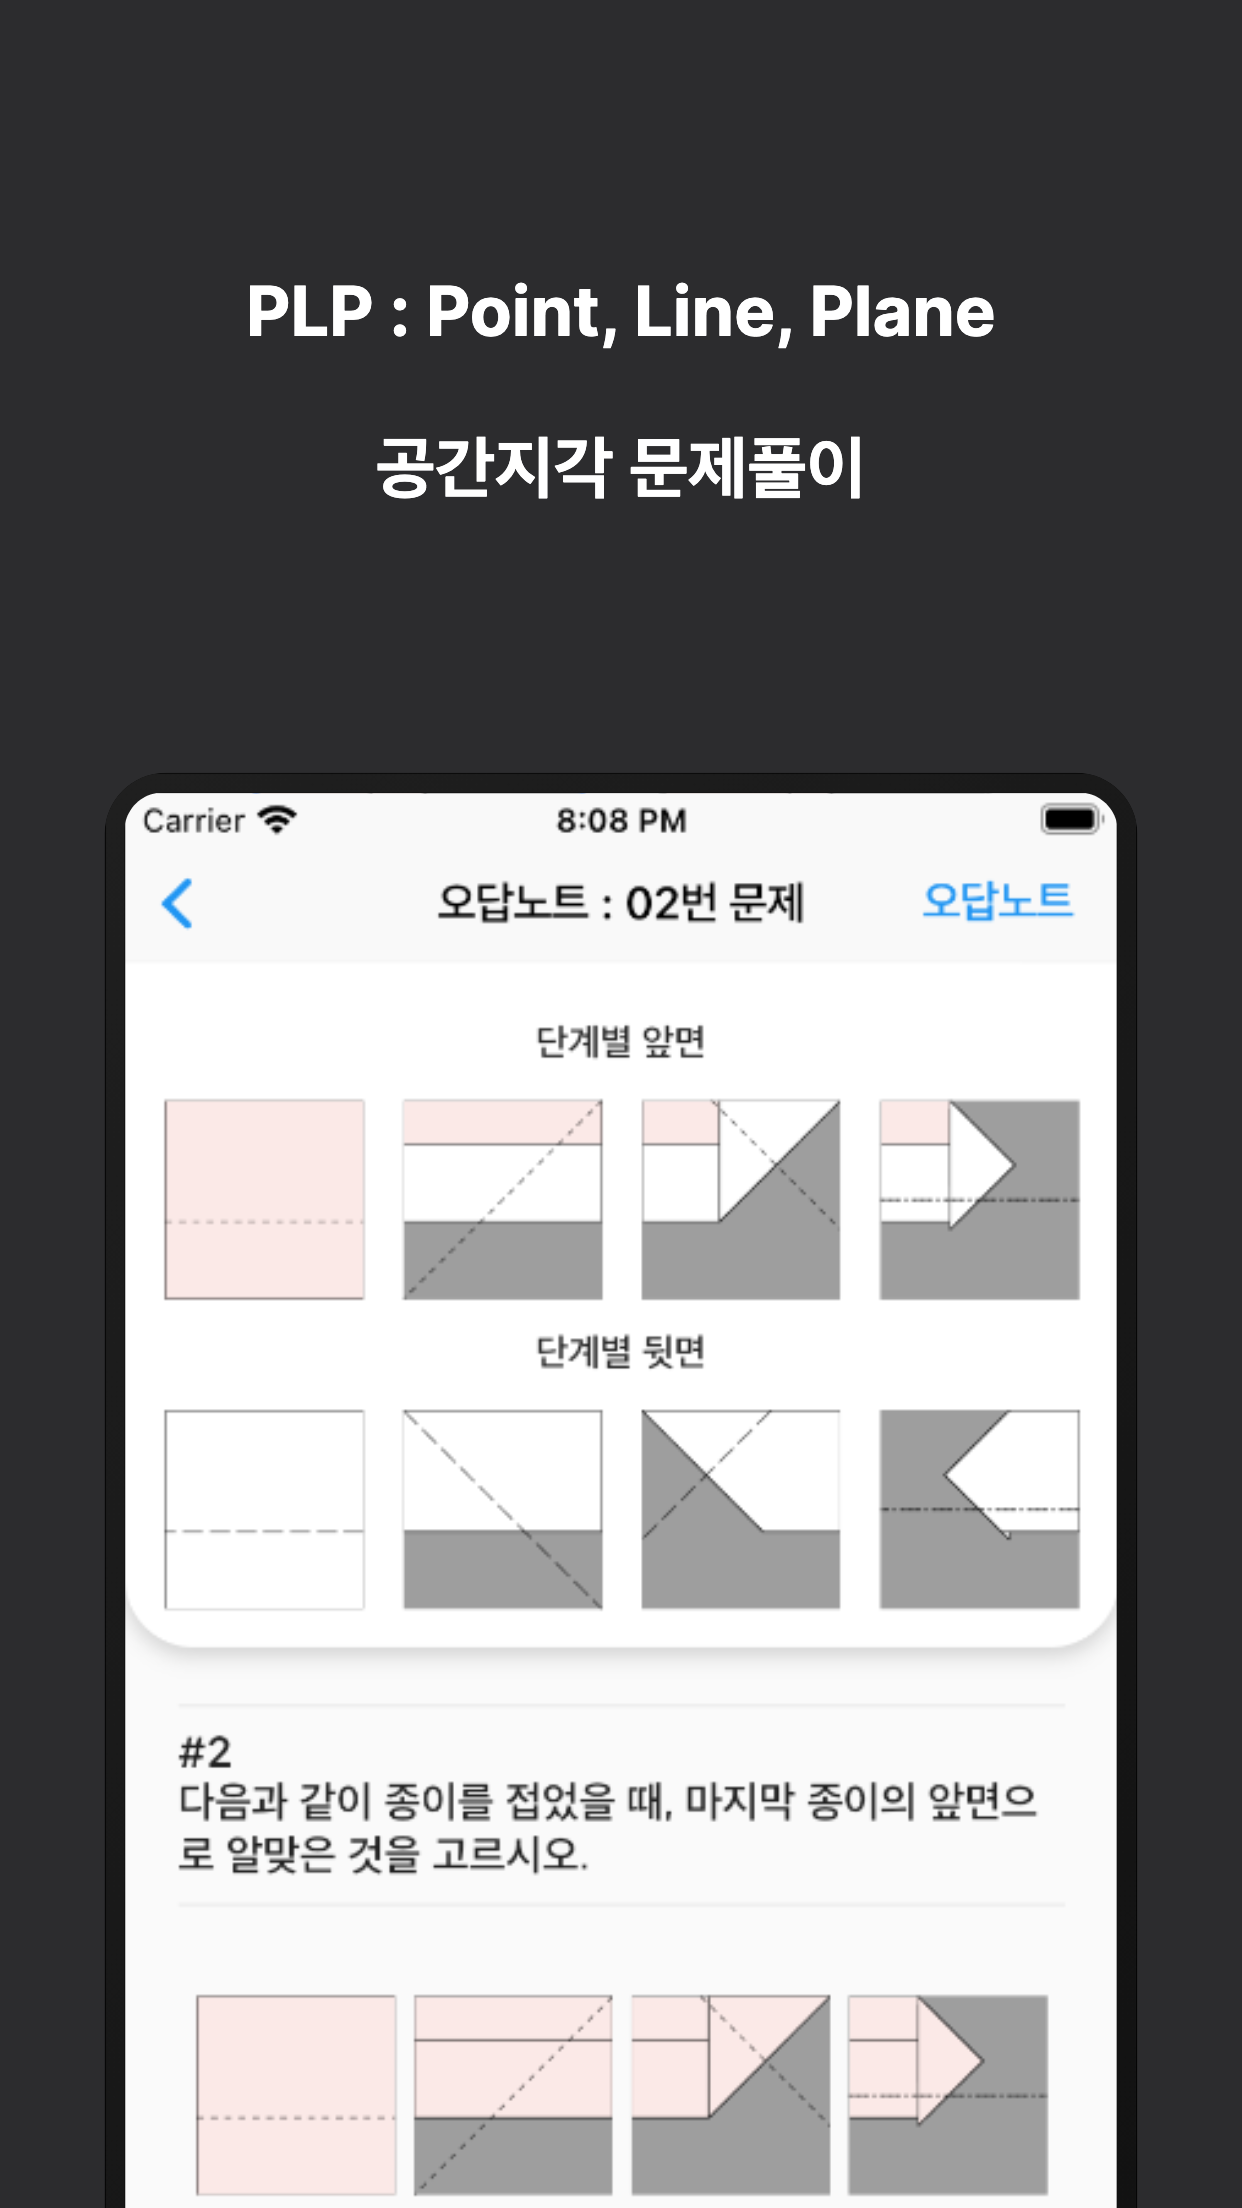 PLP : Point, Line, Plane
공간지각 문제풀이
Carrier 8:08 PM
오답노트 : 02번 문제 오답노트
단계별 앞면
단계별 뒷면
#2
다음과 같이 종이를 접었을 때, 마지막 종이의 앞면으
로 알맞은 것을 고르시오.